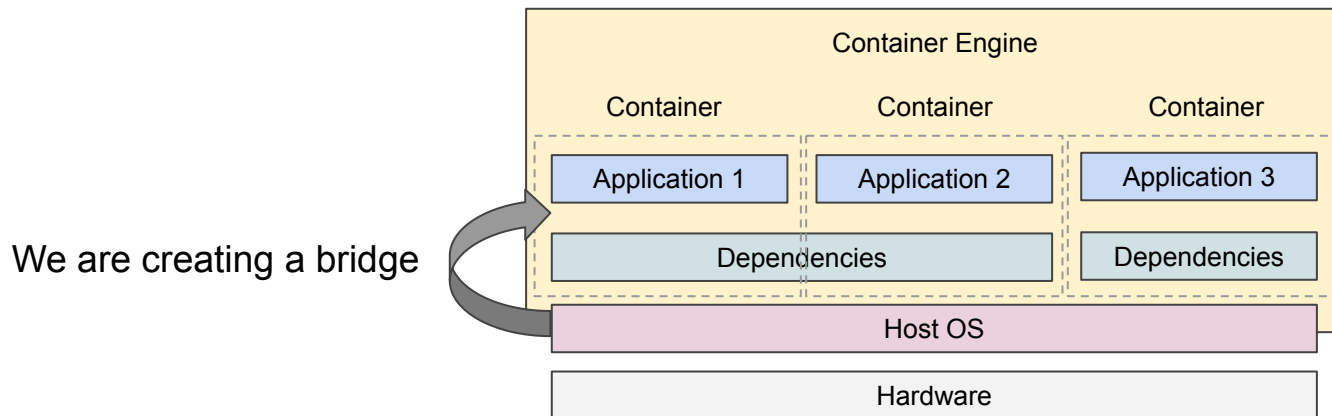 Container Engine
Container Container Container
Application 1 Application 2 Application 3
We are creating a bridge
Dependencies Dependencies
Host OS
Hardware